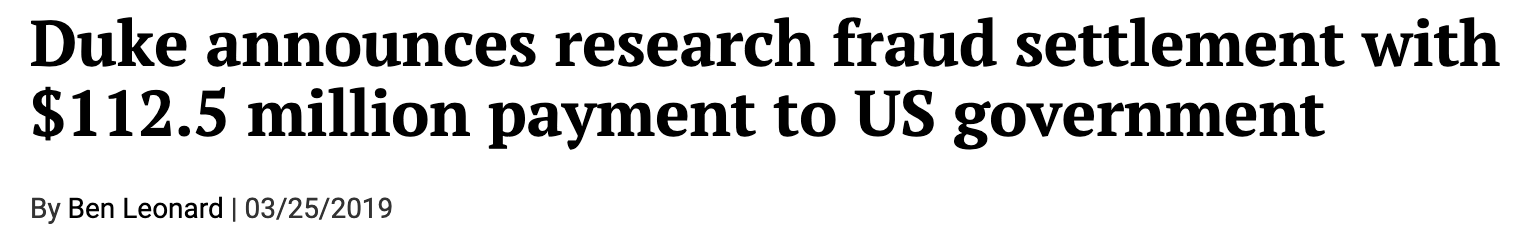 Duke announces research fraud settlement with
$112.5 million payment to US government
By Ben Leonard | 03/25/2019